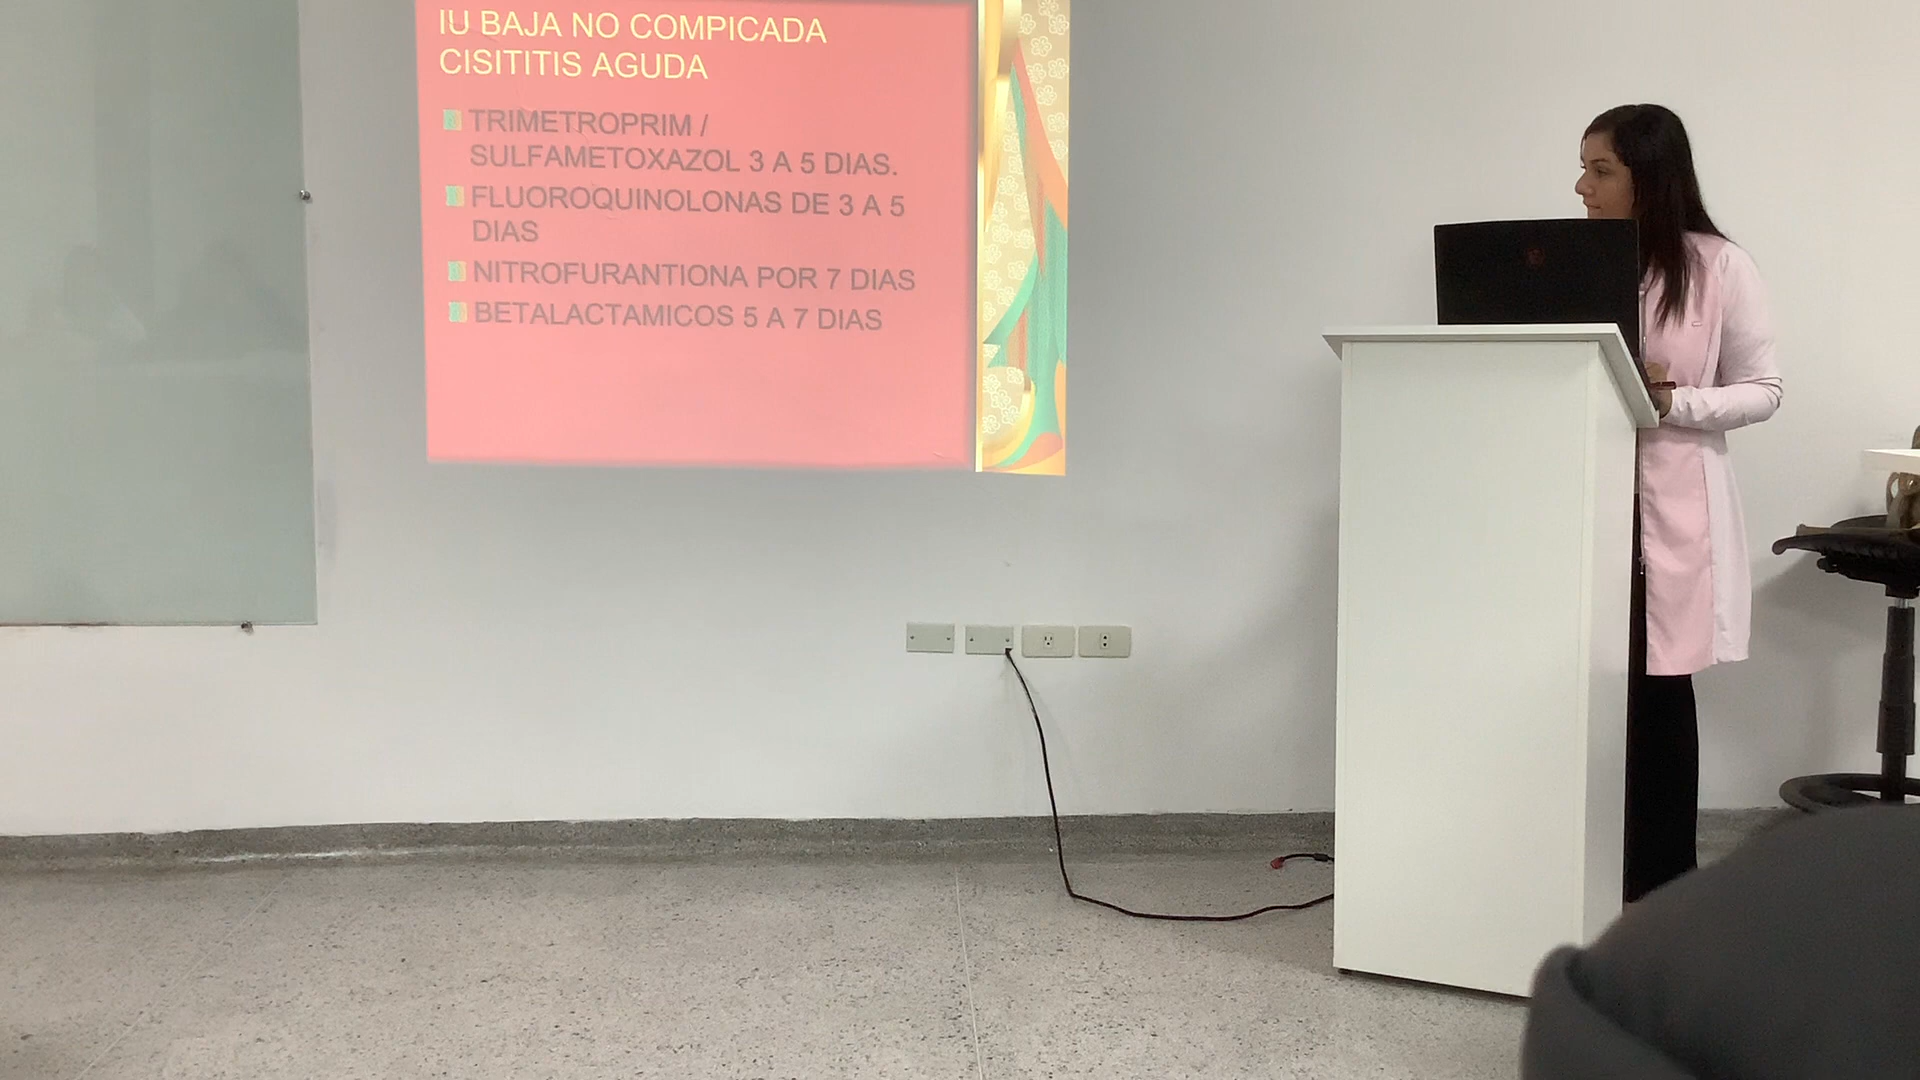 IU BAJA NO COMPICADA
CISITITIS AGUDA
TRIMETROPRIM /
SULFAMETOXAZOL 3 A 5 DIAS.
FLUOROQUINOLONAS DE 3 A 5
DIAS
NITROFURANTIONA POR 7 DIAS
BETALACTAMICOS 5 A 7 DIAS